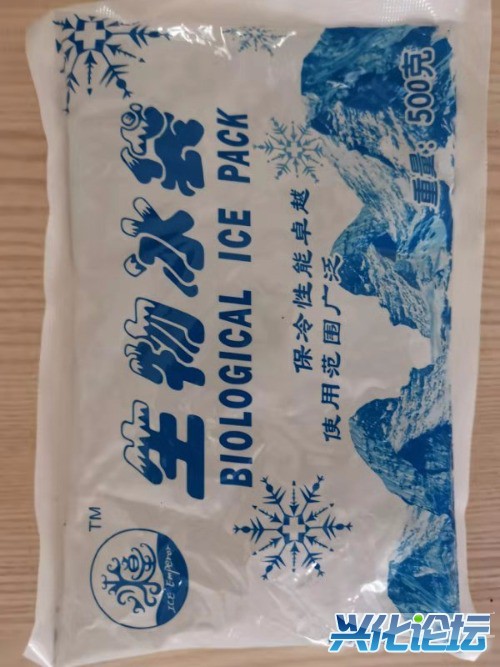 生物冰袋
BIOLOGICAL ICE PACK
保冷性能卓越
使用范围广泛
重量：500克
TM
ICE Emperor
兴化论坛